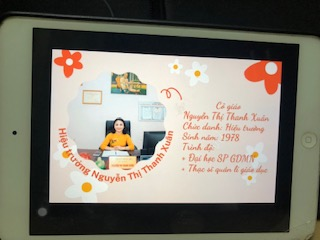 Hiệu trưởng Nguyễn Thị Thanh Xuân
Cô giáo
Nguyễn Thị Thanh Xuân
Chức danh: Hiệu trưởng
Sinh năm: 1978
Trình độ:
• Đại học SP GDMN
• Thạc sĩ quản lí giáo dục